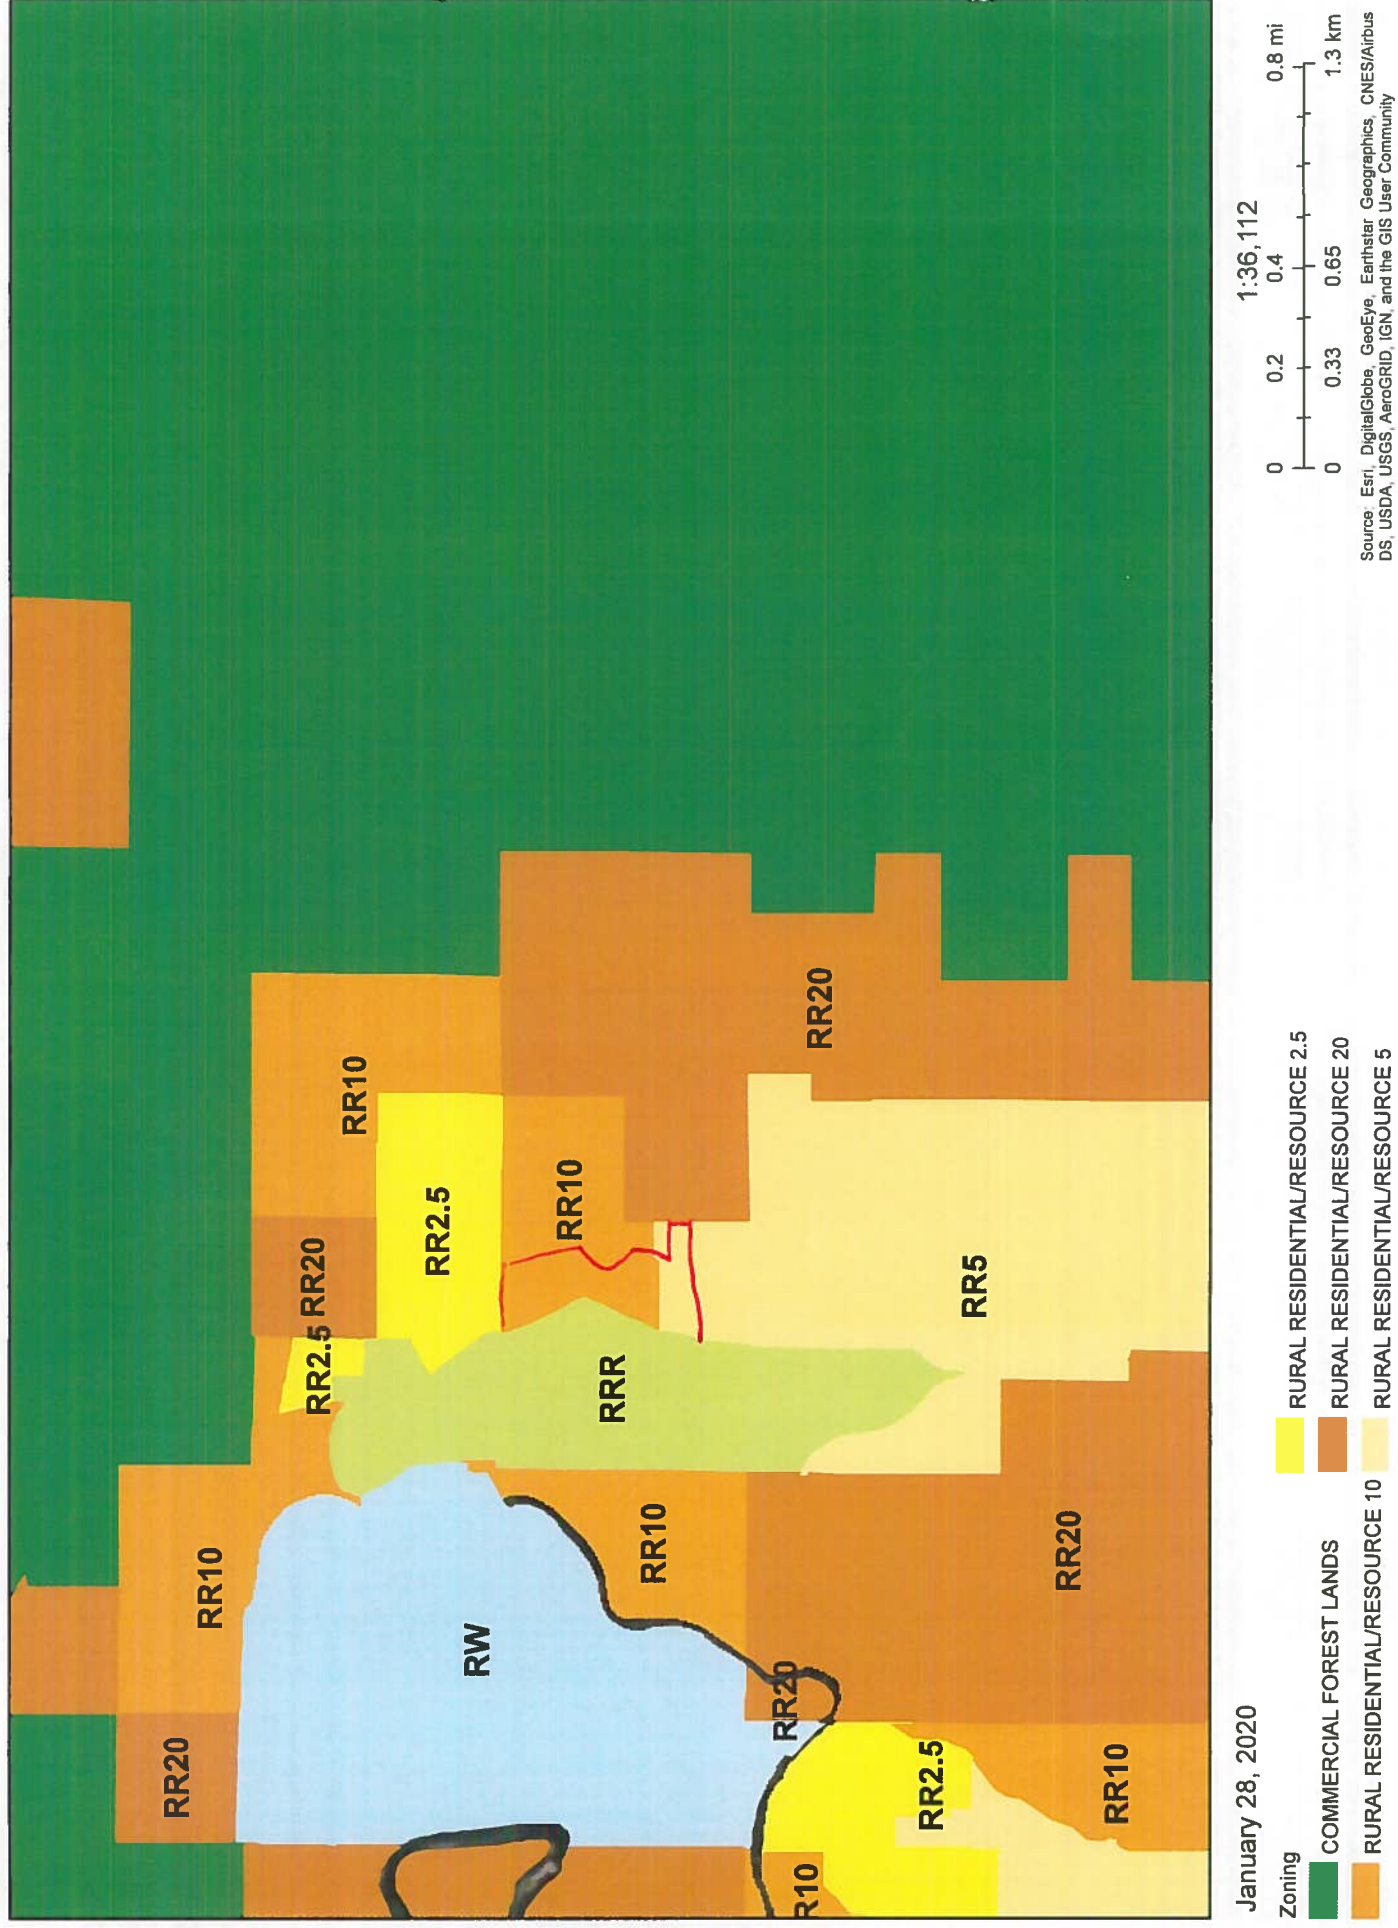 RR20
RR10
RR20
RR2.5
RR10
RR2.5
RW
RRR
RR10
RR10
RR20
RR20
RR5
R10
RR2.5
RR20
RR10
January 28, 2020
Zoning
COMMERCIAL FOREST LANDS
RURAL RESIDENTIAL/RESOURCE 10
RURAL RESIDENTIAL/RESOURCE 2.5
RURAL RESIDENTIAL/RESOURCE 20
RURAL RESIDENTIAL/RESOURCE 5
1:36,112
0 0.2 0.4 0.8 mi
0 0.33 0.65 1.3 km
Source: Esri, DigitalGlobe, GeoEye, Earthstar Geographics, CNES/Airbus
DS, USDA, USGS, AeroGRID, IGN, and the GIS User Community